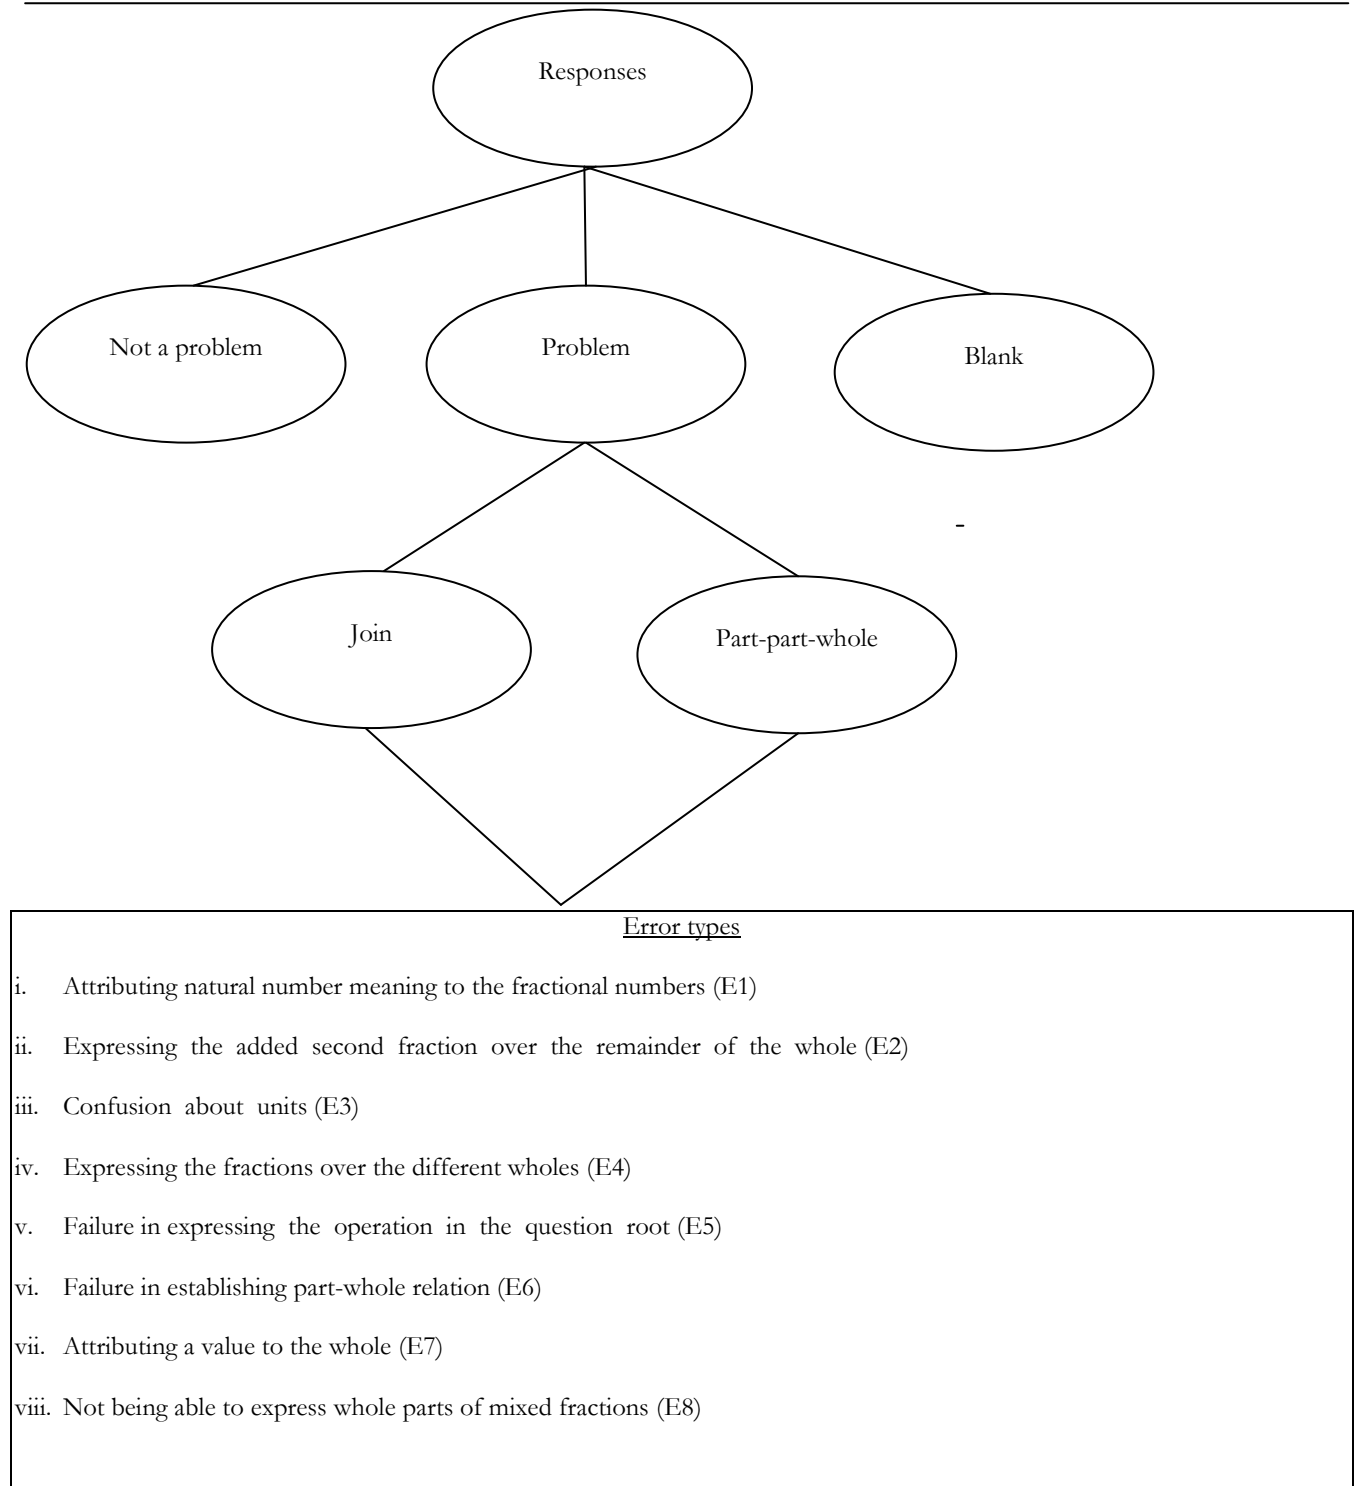 Responses
Not a problem
Problem
Blank
-
Join
Part-part-whole
Error types
i. Attributing natural number meaning to the fractional numbers (E1)
ii. Expressing the added second fraction over the remainder of the whole (E2)
iii. Confusion about units (E3)
iv. Expressing the fractions over the different wholes (E4)
v. Failure in expressing the operation in the question root (E5)
vi. Failure in establishing part-whole relation (E6)
vii. Attributing a value to the whole (E7)
viii. Not being able to express whole parts of mixed fractions (E8)